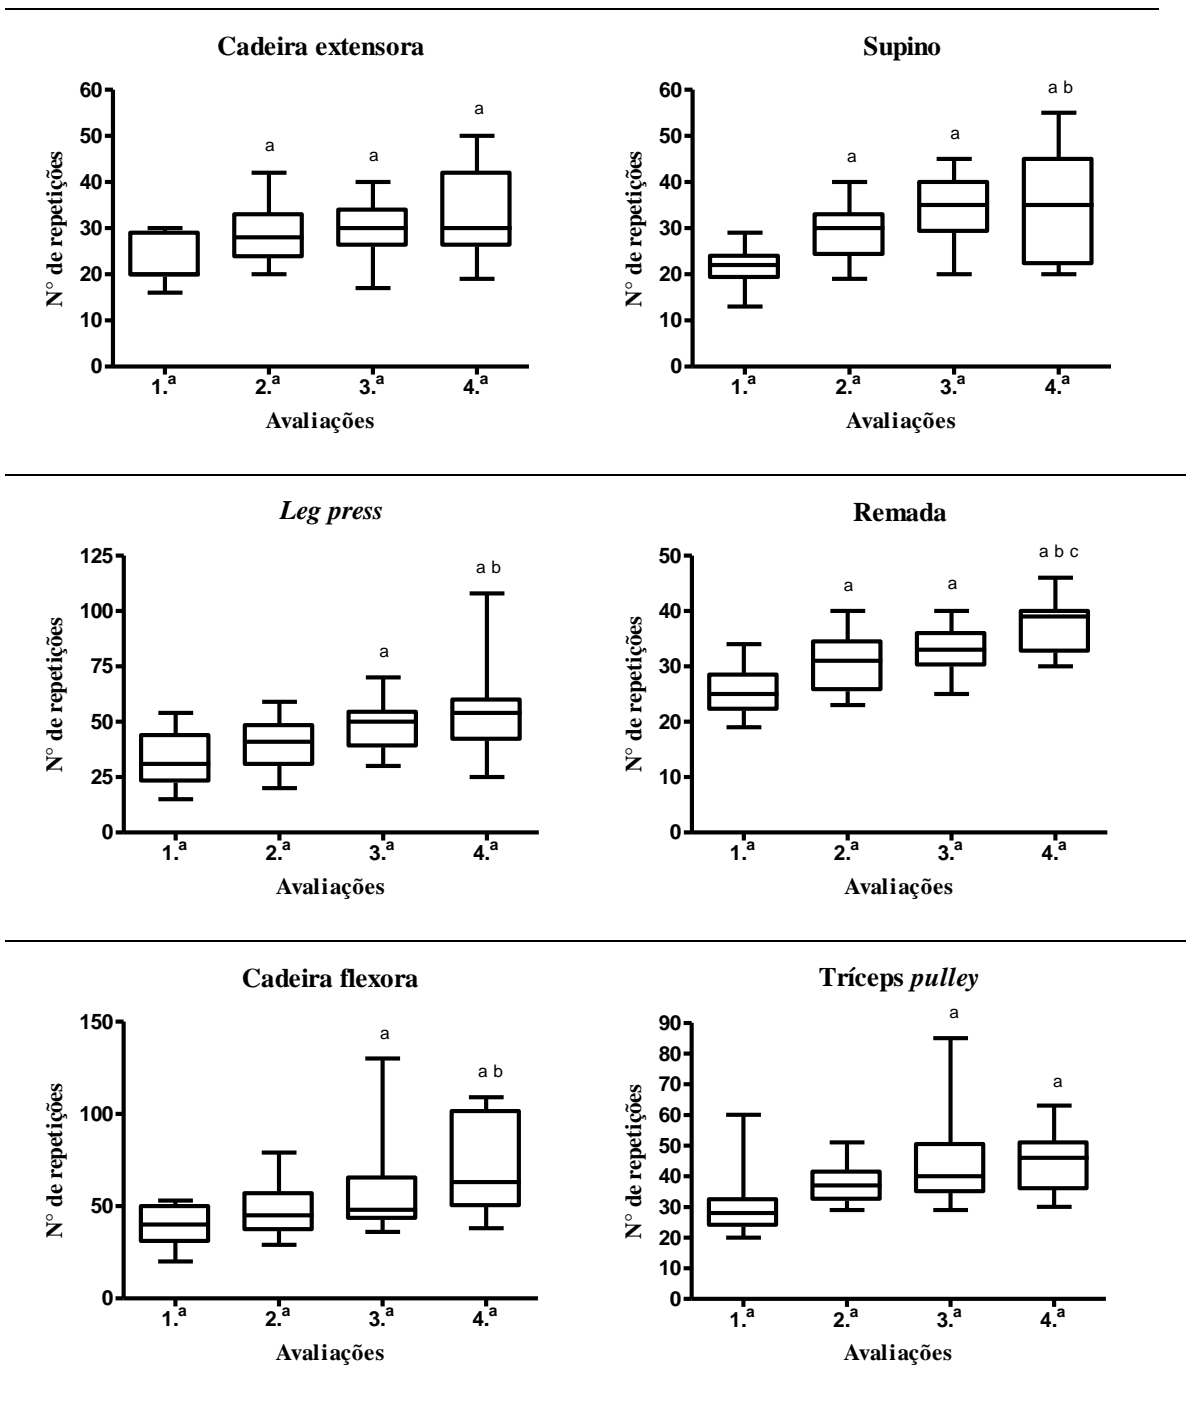 Cadeira extensora
a
a
a
60
50
40
30
20
10
0
N° de repetições
1.ª 2.ª 3.ª 4.ª
Avaliações
Supino
a b
a
a
60
50
40
30
20
10
0
N° de repetições
1.ª 2.ª 3.ª 4.ª
Avaliações
Leg press
a b
a
125
100
75
50
25
0
N° de repetições
1.ª 2.ª 3.ª 4.ª
Avaliações
Remada
a b c
a
a
50
40
30
20
10
0
N° de repetições
1.ª 2.ª 3.ª 4.ª
Avaliações
Cadeira flexora
a
a b
150
100
50
0
N° de repetições
1.ª 2.ª 3.ª 4.ª
Avaliações
Tríceps pulley
a
a
90
80
70
60
50
40
30
20
10
0
N° de repetições
1.ª 2.ª 3.ª 4.ª
Avaliações